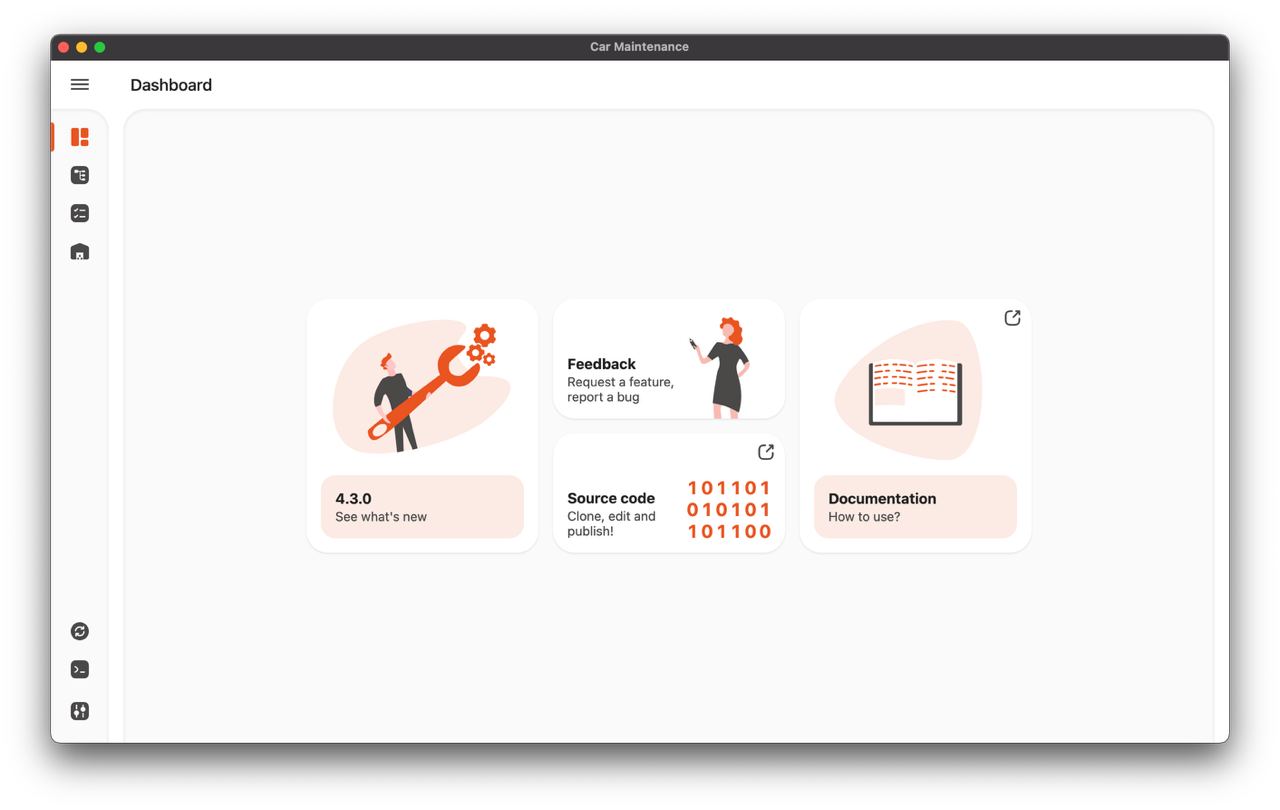 Car Maintenance
Dashboard
4.3.0
See what's new
Feedback
Request a feature,
report a bug
Source code
Clone, edit and
publish!
101101
010101
101100
Documentation
How to use?